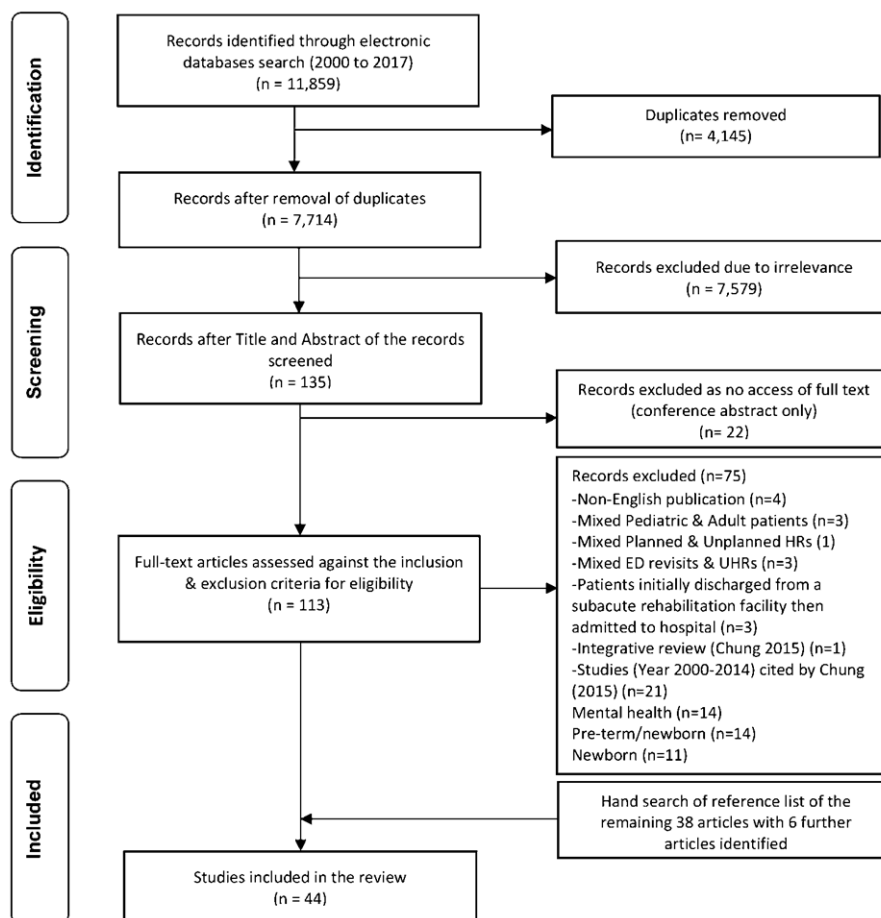 Identification
Records identified through electronic
databases search (2000 to 2017)
(n = 11,859)
Duplicates removed
(n= 4,145)
Records after removal of duplicates
(n = 7,714)
Screening
Records excluded due to irrelevance
(n = 7,579)
Records after Title and Abstract of the records
screened
(n = 135)
Records excluded as no access of full text
(conference abstract only)
(n= 22)
Eligibility
Full-text articles assessed against the inclusion
& exclusion criteria for eligibility
(n = 113)
Records excluded (n=75)
-Non-English publication (n=4)
-Mixed Pediatric & Adult patients (n=3)
-Mixed Planned & Unplanned HRs (1)
-Mixed ED revisits & UHRs (n=3)
-Patients initially discharged from a
subacute rehabilitation facility then
admitted to hospital (n=3)
-Integrative review (Chung 2015) (n=1)
-Studies (Year 2000-2014) cited by Chung
(2015) (n=21)
Mental health (n=14)
Pre-term/newborn (n=14)
Newborn (n=11)
Included
Hand search of reference list of the
remaining 38 articles with 6 further
articles identified
Studies included in the review
(n = 44)